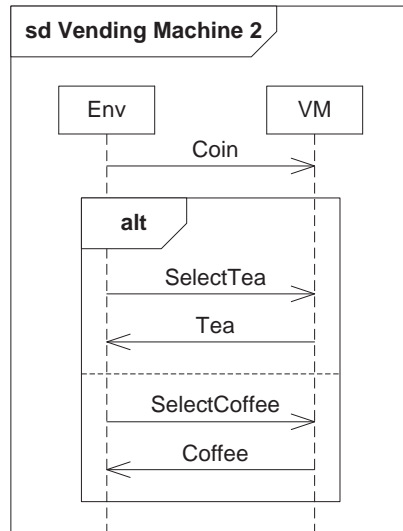 sd Vending Machine 2
Env VM
Coin
alt
SelectTea
Tea
SelectCoffee
Coffee